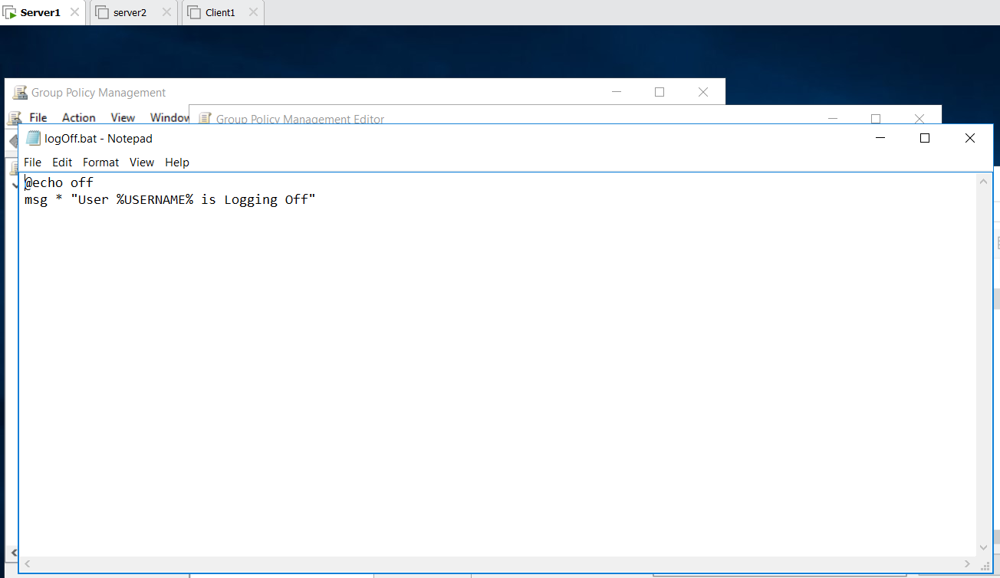 Server1 server2 Client1
Group Policy Management
File Action View Window
Group Policy Management Editor
logOff.bat - Notepad
File Edit Format View Help
@echo off
msg * "User %USERNAME% is Logging Off"